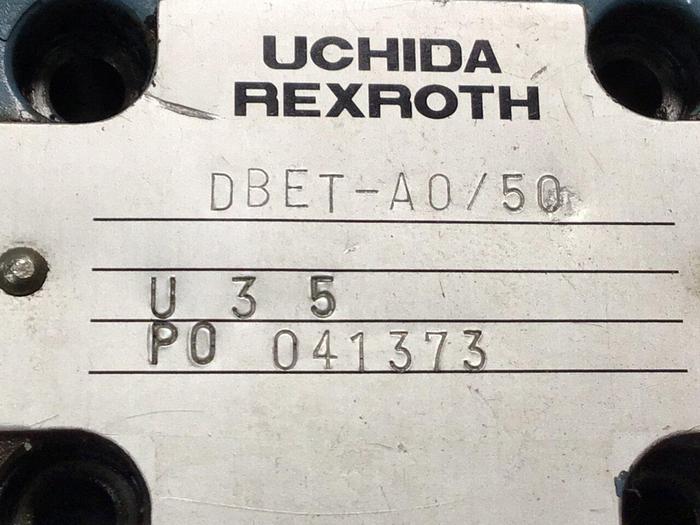 UCHIDA
REXROTH
DBET-A0/50
U 3 5
P0 041373